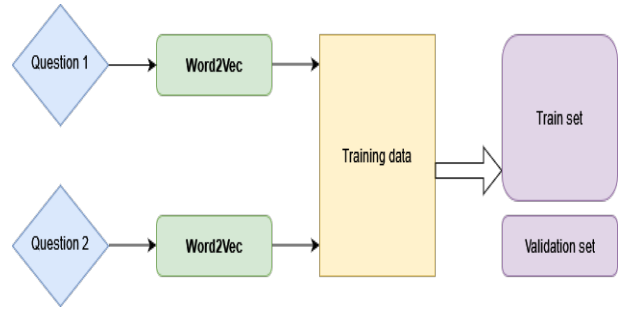 Question 1
Word2Vec
Training data
Train set
Question 2
Word2Vec
Validation set